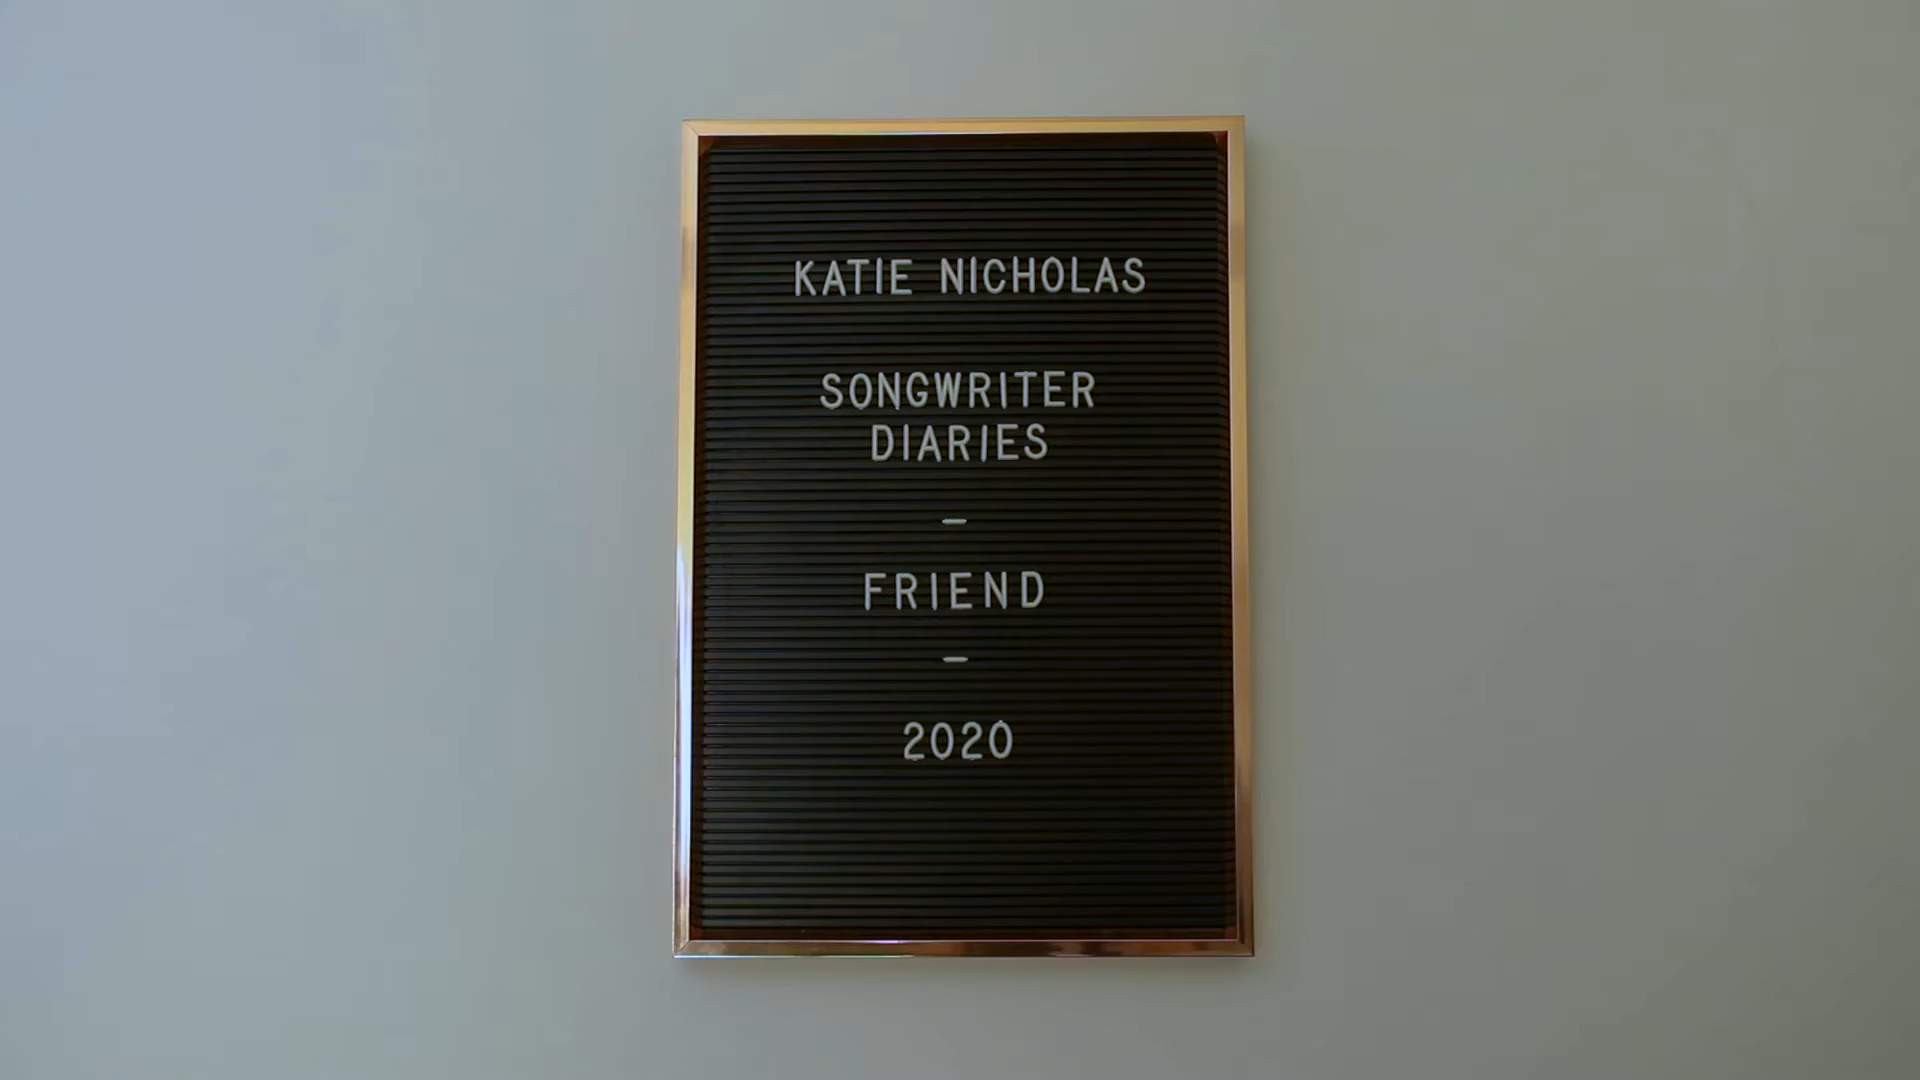 KATIE NICHOLAS
SONGWRITER
DIARIES
–
FRIEND
–
2020